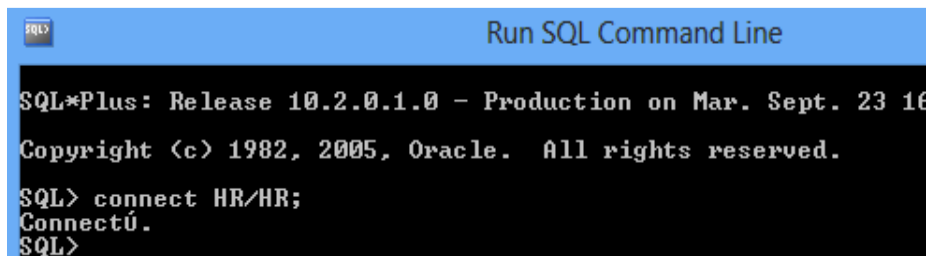 SQL>
Run SQL Command Line
SQL*Plus: Release 10.2.0.1.0 - Production on Mar. Sept. 23 16
Copyright (c) 1982, 2005, Oracle.  All rights reserved.
SQL> connect HR/HR;
Connectú.
SQL>